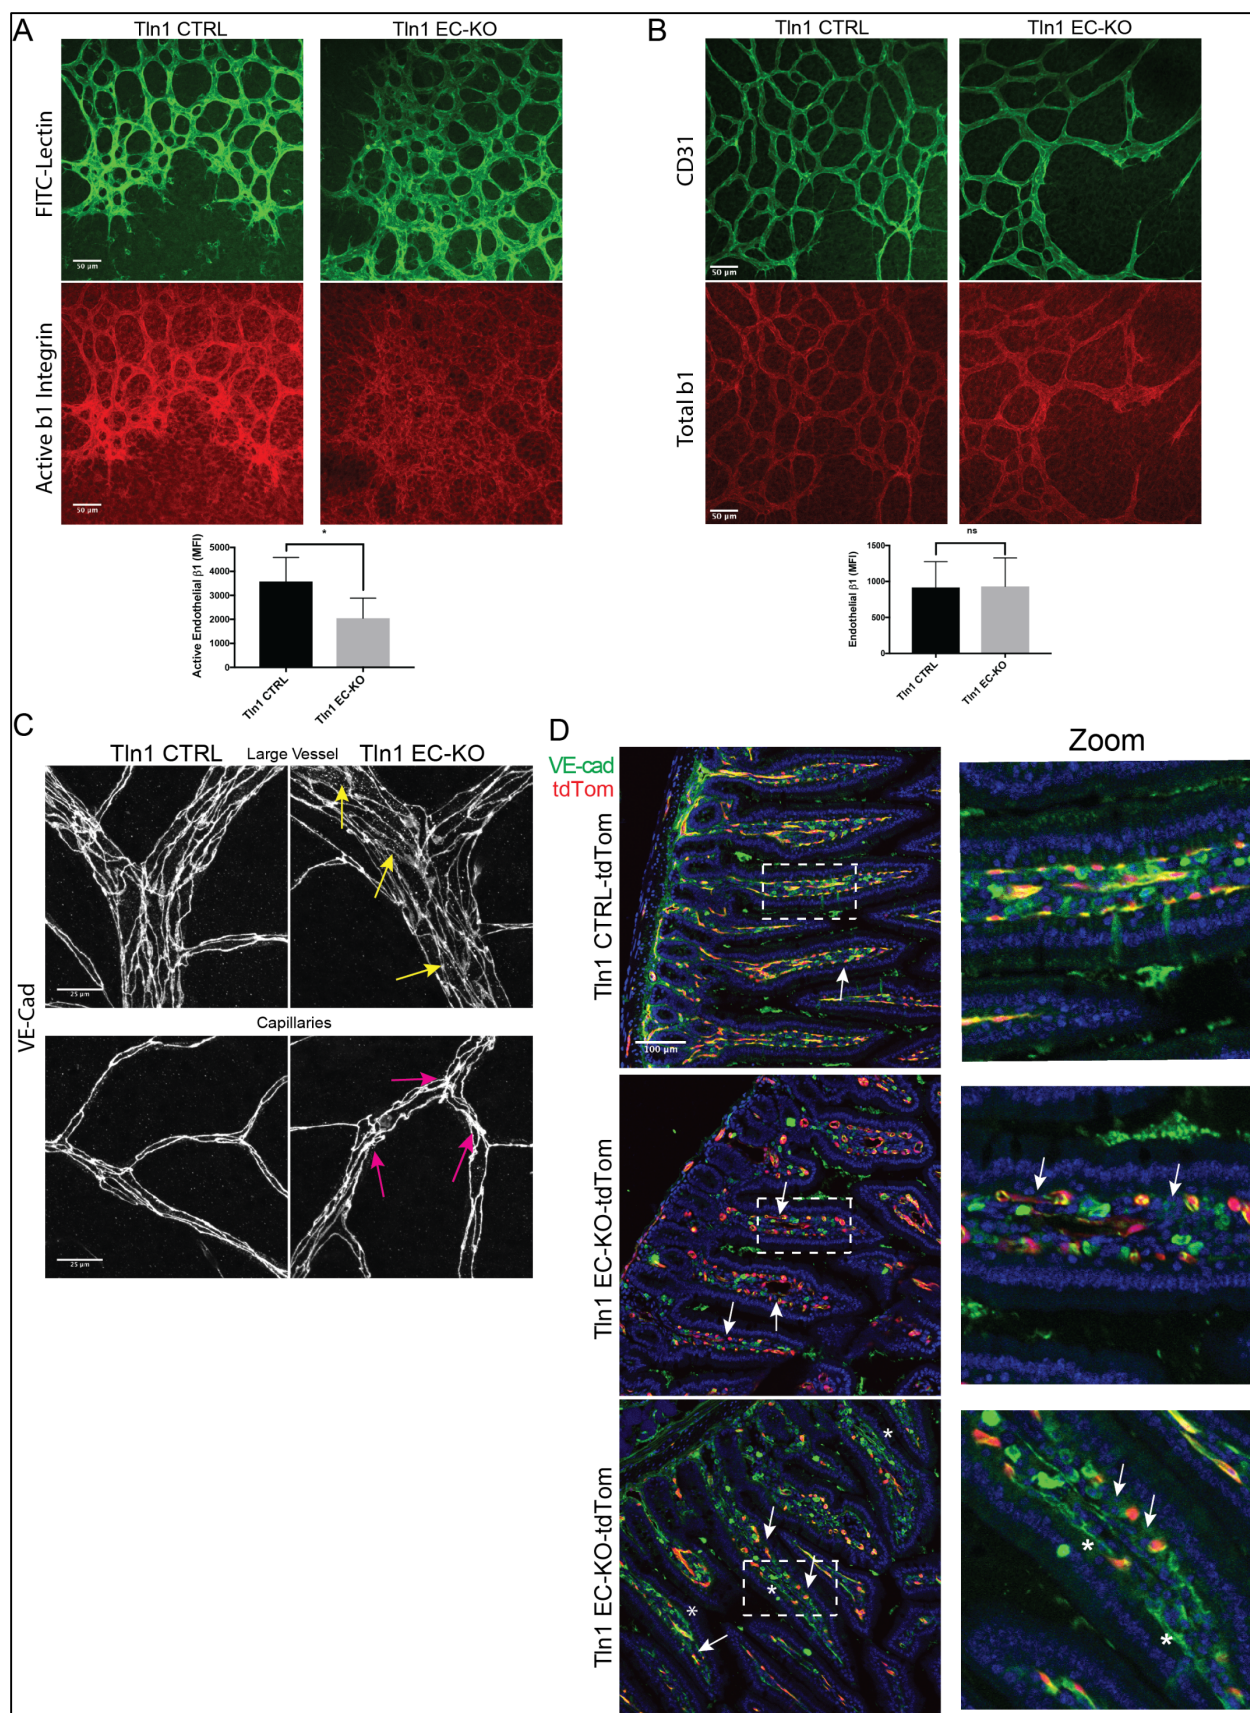 A
Tln1 CTRL
Tln1 EC-KO
FITC-Lectin
50 µm
Active b1 Integrin
50 µm
*
Active Endothelial β1 (MFI)
5000
4000
3000
2000
1000
0
Tln1 CTRL
Tln1 EC-KO
B
Tln1 CTRL
Tln1 EC-KO
CD31
50 µm
Total b1
50 µm
ns
Endothelial β1 (MFI)
1500
1000
500
0
Tln1 CTRL
Tln1 EC-KO
C
Tln1 CTRL
Large Vessel
Tln1 EC-KO
25 µm
VE-Cad
Capillaries
25 µm
D
Zoom
VE-cad
tdTom
Tln1 CTRL-tdTom
100 µm
Tln1 EC-KO-tdTom
Tln1 EC-KO-tdTom
*
*
*
*
*